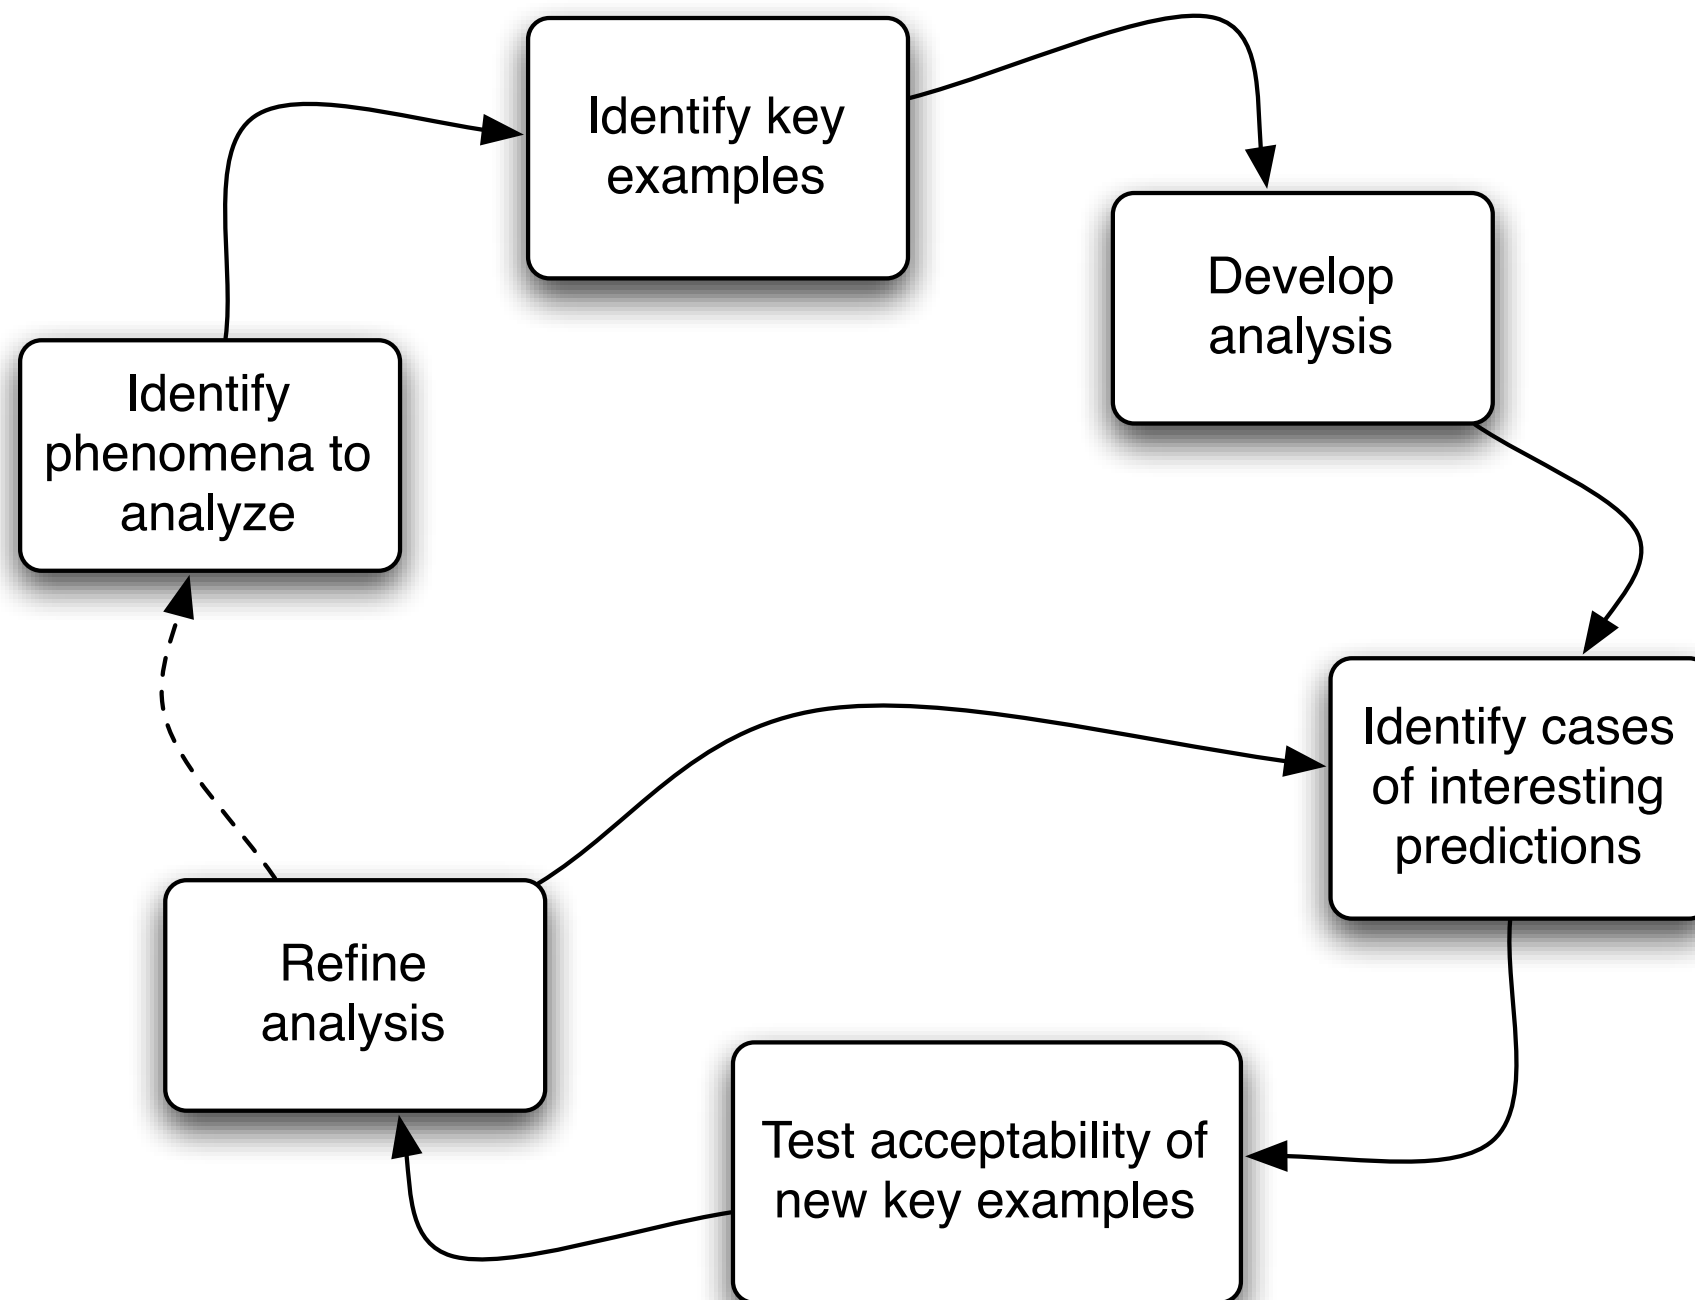 Identify key
examples
Develop
analysis
Identify
phenomena to
analyze
Identify cases
of interesting
predictions
Refine
analysis
Test acceptability of
new key examples